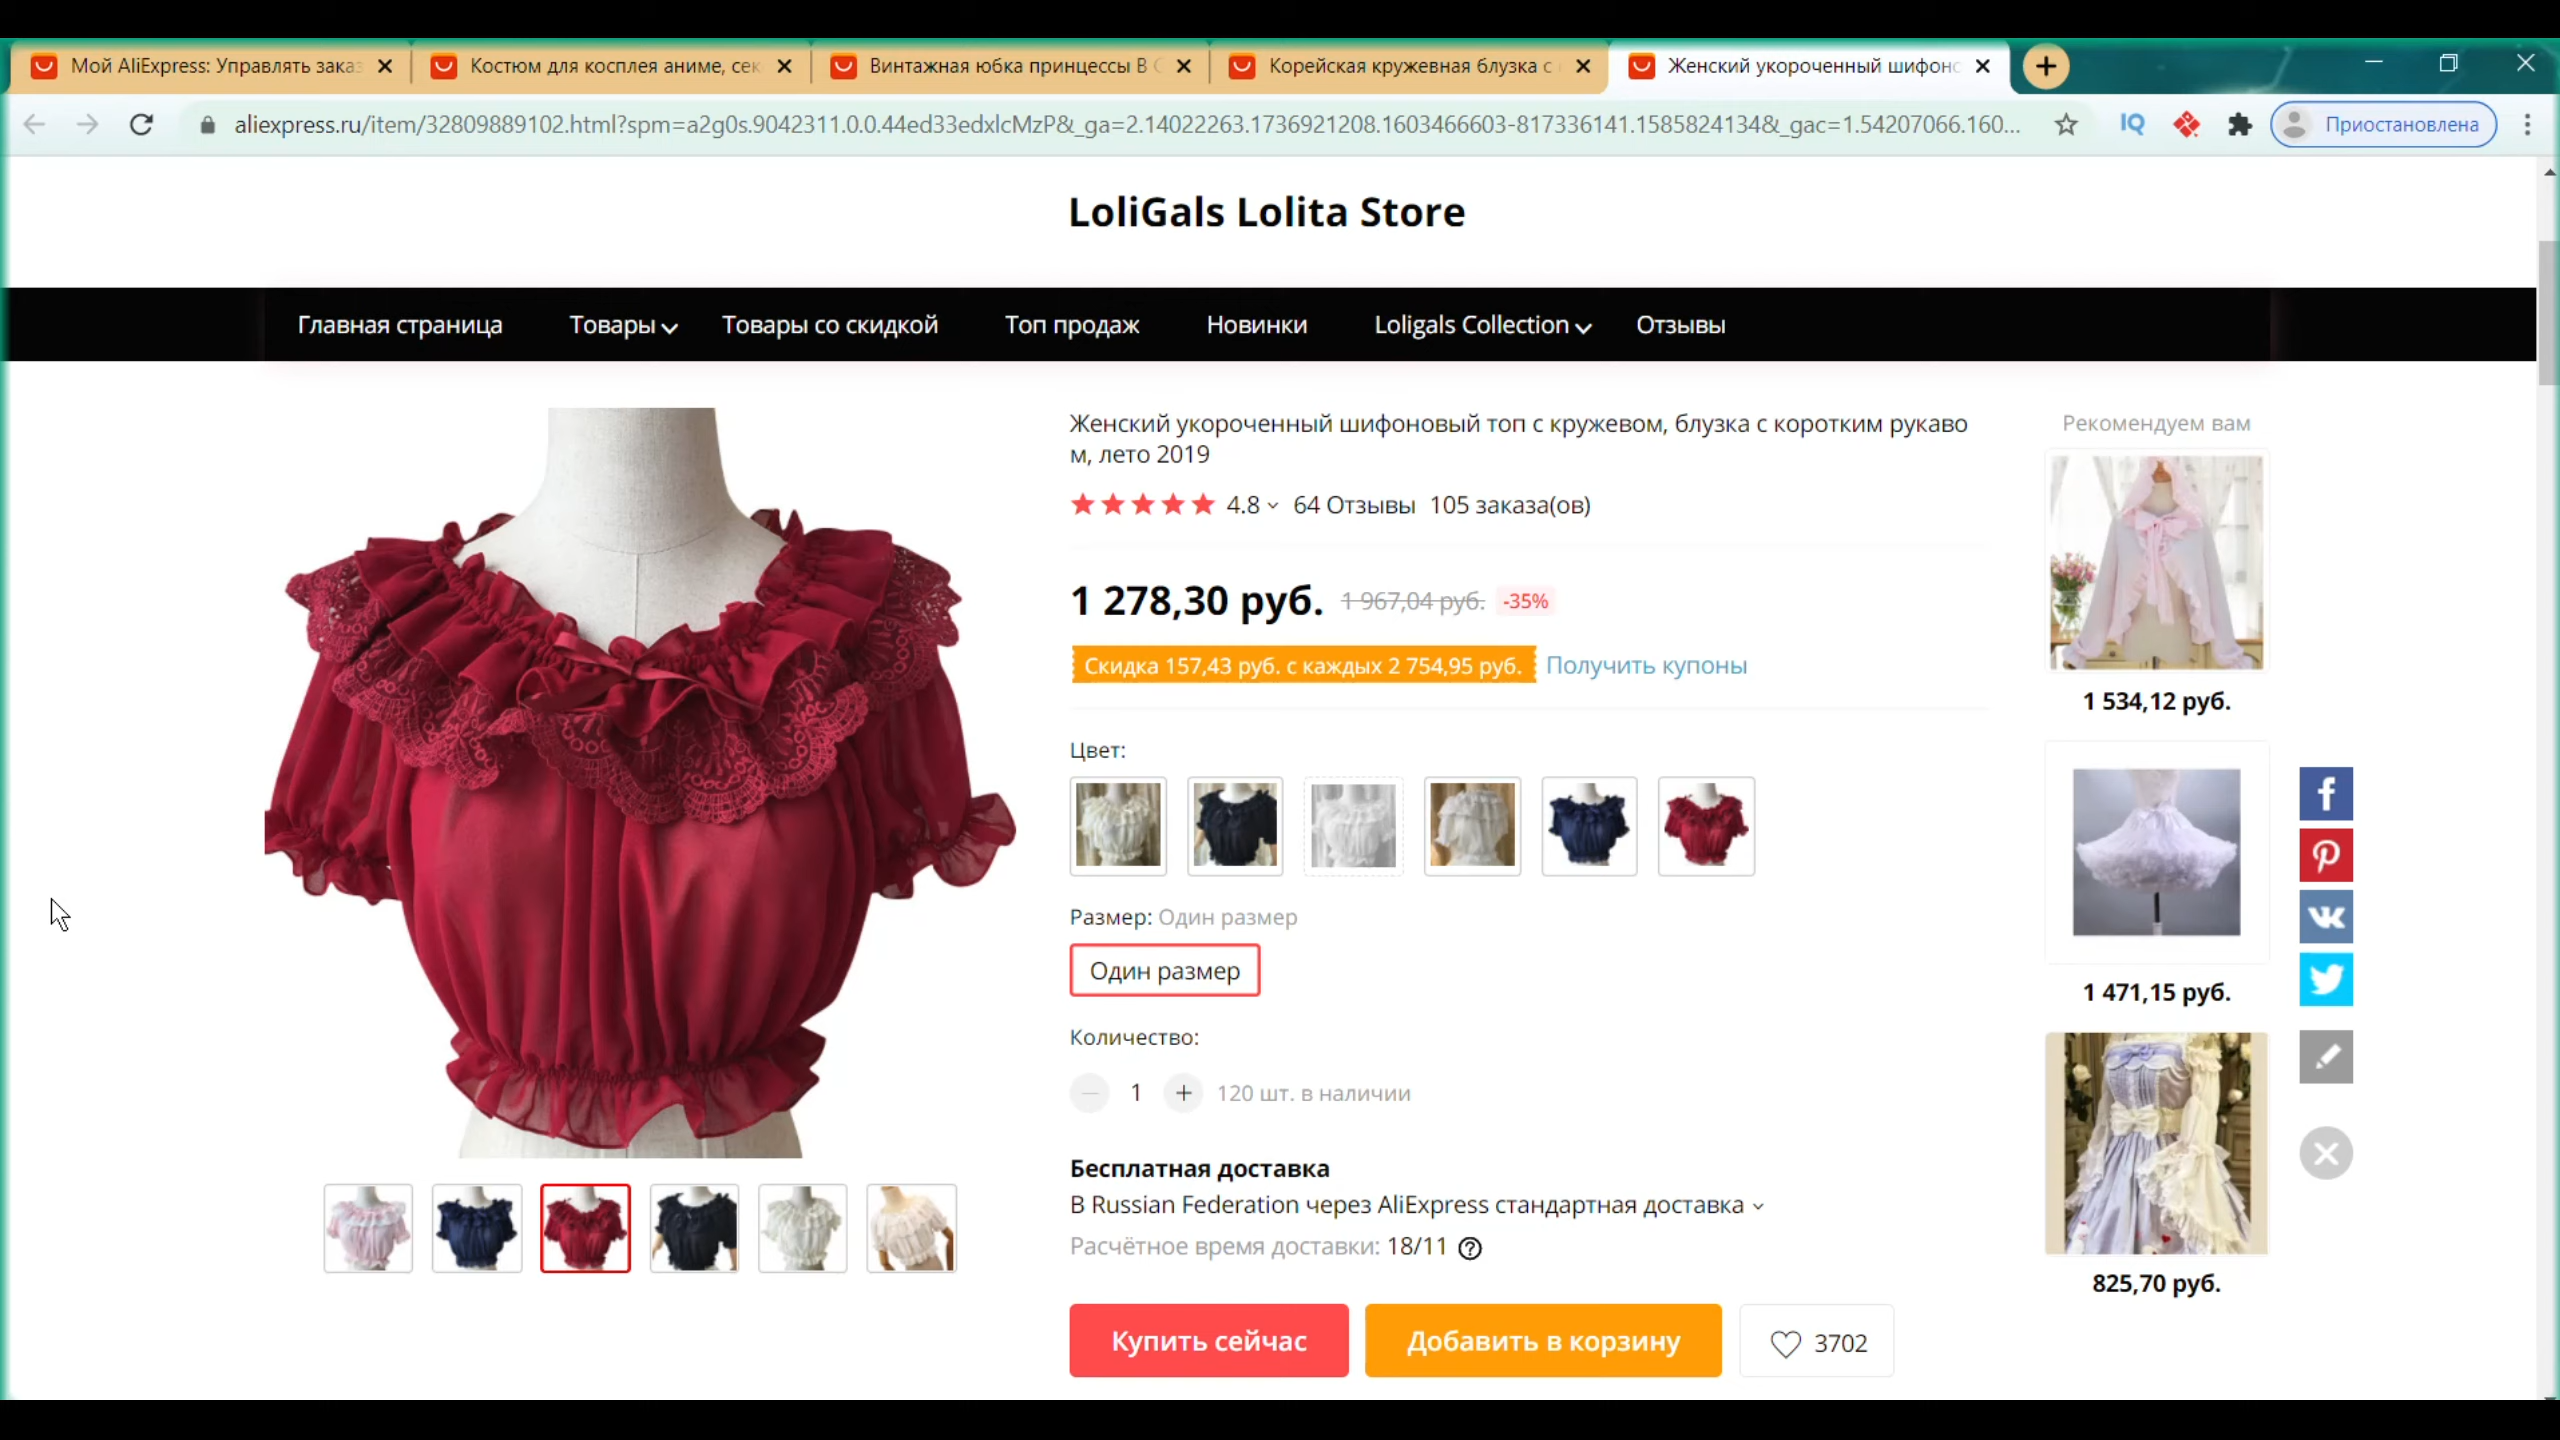 Мой AliExpress: Управлять зака
Костюм для косплея аниме, сек
Винтажная юбка принцессы В
Корейская кружевная блузка с
Женский укороченный шифон
aliexpress.ru/item/32809889102.html?spm=a2g0s.9042311.0.0.44ed33edxlcMzP&_ga=2.14022263.1736921208.1603466603-817336141.1585824134&_gac=1.54207066.160...
IQ
Приостановлена
LoliGals Lolita Store
Главная страница
Товары
Товары со скидкой
Топ продаж
Новинки
Loligals Collection
Отзывы
Женский укороченный шифоновый топ с кружевом, блузка с коротким рукаво
м, лето 2019
4.8 64 Отзывы 105 заказа(ов)
1 278,30 руб. 1 967,04 руб. -35%
Скидка 157,43 руб. с каждых 2 754,95 руб. Получить купоны
Цвет:
Размер: Один размер
Один размер
Количество:
1 + 120 шт. в наличии
Бесплатная доставка
В Russian Federation через AliExpress стандартная доставка
Расчётное время доставки: 18/11 ?
Купить сейчас
Добавить в корзину
3702
Рекомендуем вам
1 534,12 руб.
1 471,15 руб.
825,70 руб.